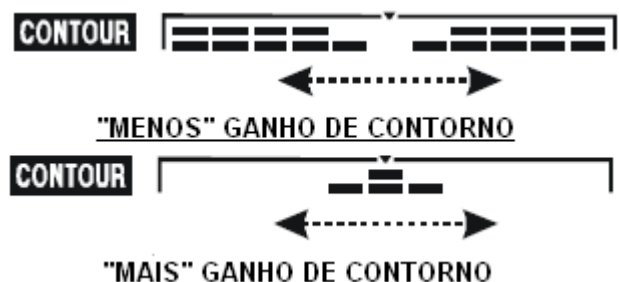 CONTOUR
"MENOS" GANHO DE CONTORNO
CONTOUR
"MAIS" GANHO DE CONTORNO